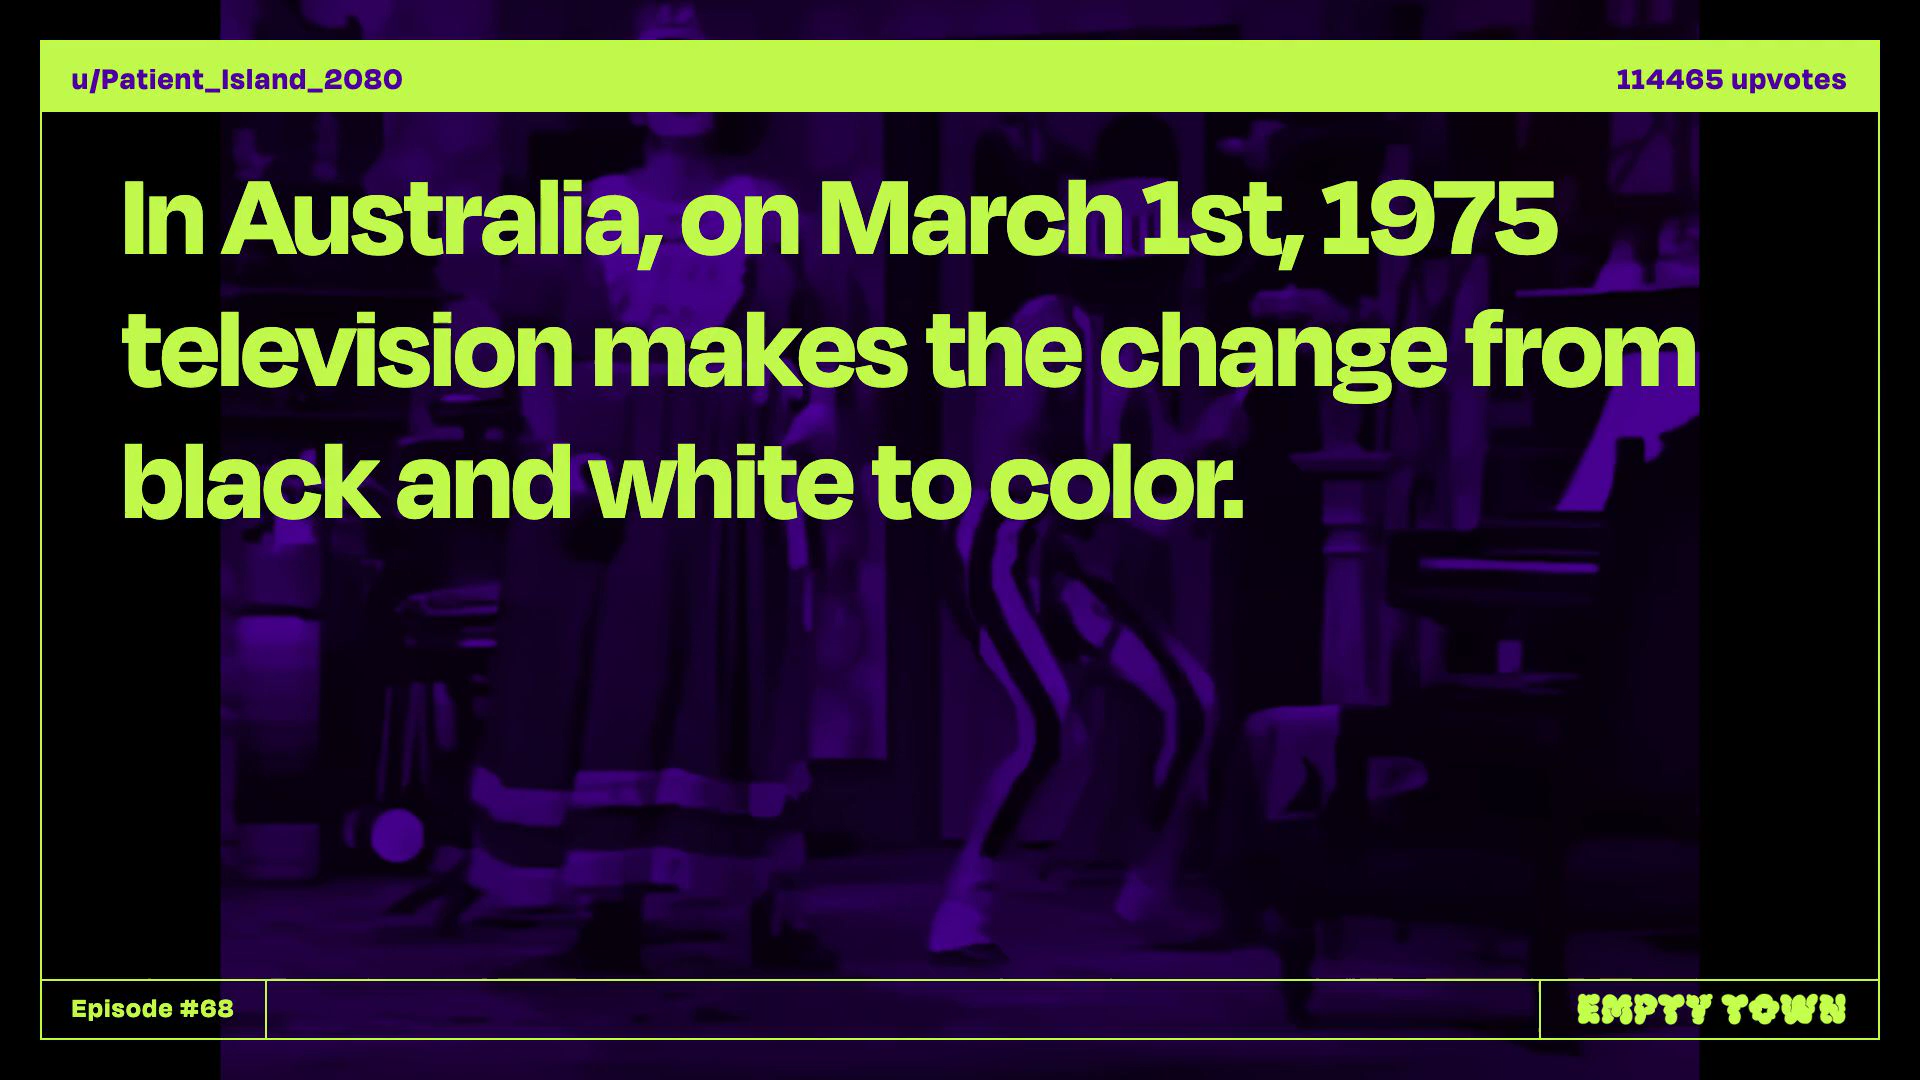 u/Patient_Island_2080
114465 upvotes
In Australia, on March 1st, 1975
television makes the change from
black and white to color.
Episode #68
EMPTY TOWN